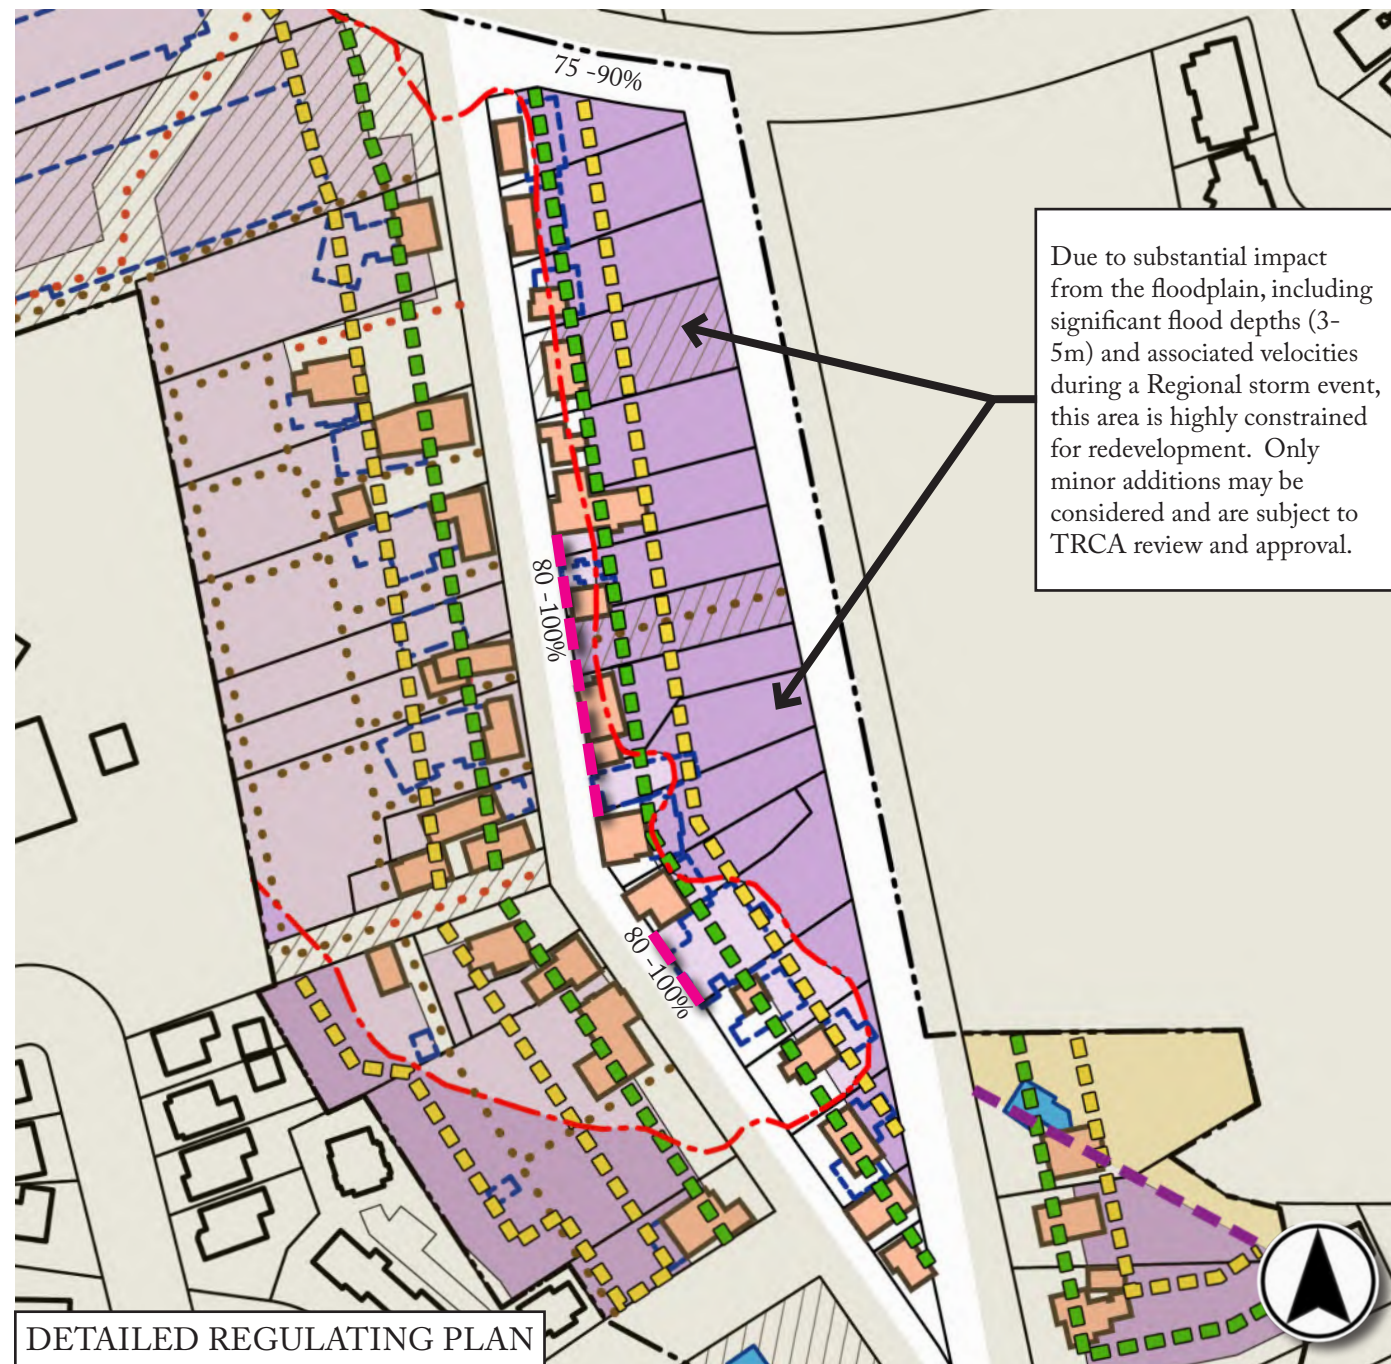 75 -90%
Due to substantial impact
from the floodplain, including
significant flood depths (3-
5m) and associated velocities
during a Regional storm event,
this area is highly constrained
for redevelopment.  Only
minor additions may be
considered and are subject to
TRCA review and approval.
80 -100%
80 -100%
DETAILED REGULATING PLAN